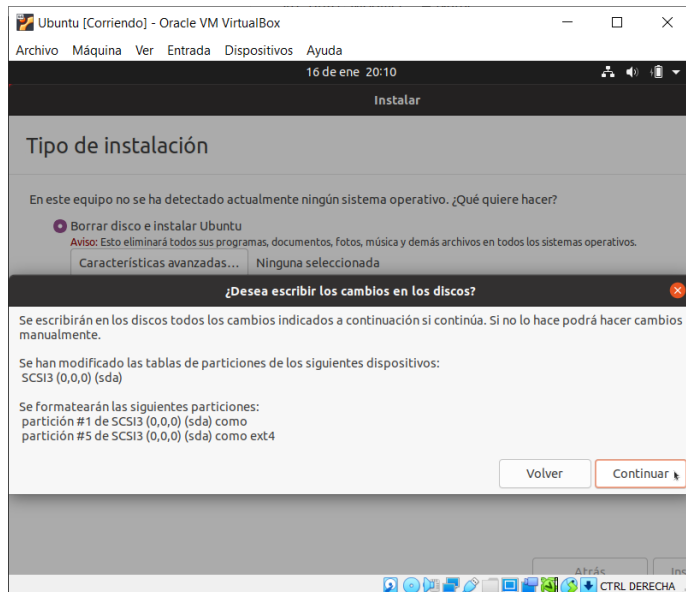 Ubuntu [Corriendo] - Oracle VM VirtualBox
Archivo Máquina Ver Entrada Dispositivos Ayuda
16 de ene 20:10
Instalar
Tipo de instalación
En este equipo no se ha detectado actualmente ningún sistema operativo. ¿Qué quiere hacer?
Borrar disco e instalar Ubuntu
Aviso: Esto eliminará todos sus programas, documentos, fotos, música y demás archivos en todos los sistemas operativos.
Características avanzadas... Ninguna seleccionada
¿Desea escribir los cambios en los discos?
Se escribirán en los discos todos los cambios indicados a continuación si continúa. Si no lo hace podrá hacer cambios
manualmente.
Se han modificado las tablas de particiones de los siguientes dispositivos:
SCSI3 (0,0,0) (sda)
Se formatearán las siguientes particiones:
partición #1 de SCSI3 (0,0,0) (sda) como
partición #5 de SCSI3 (0,0,0) (sda) como ext4
Volver Continuar
Atrás Ins
CTRL DERECHA